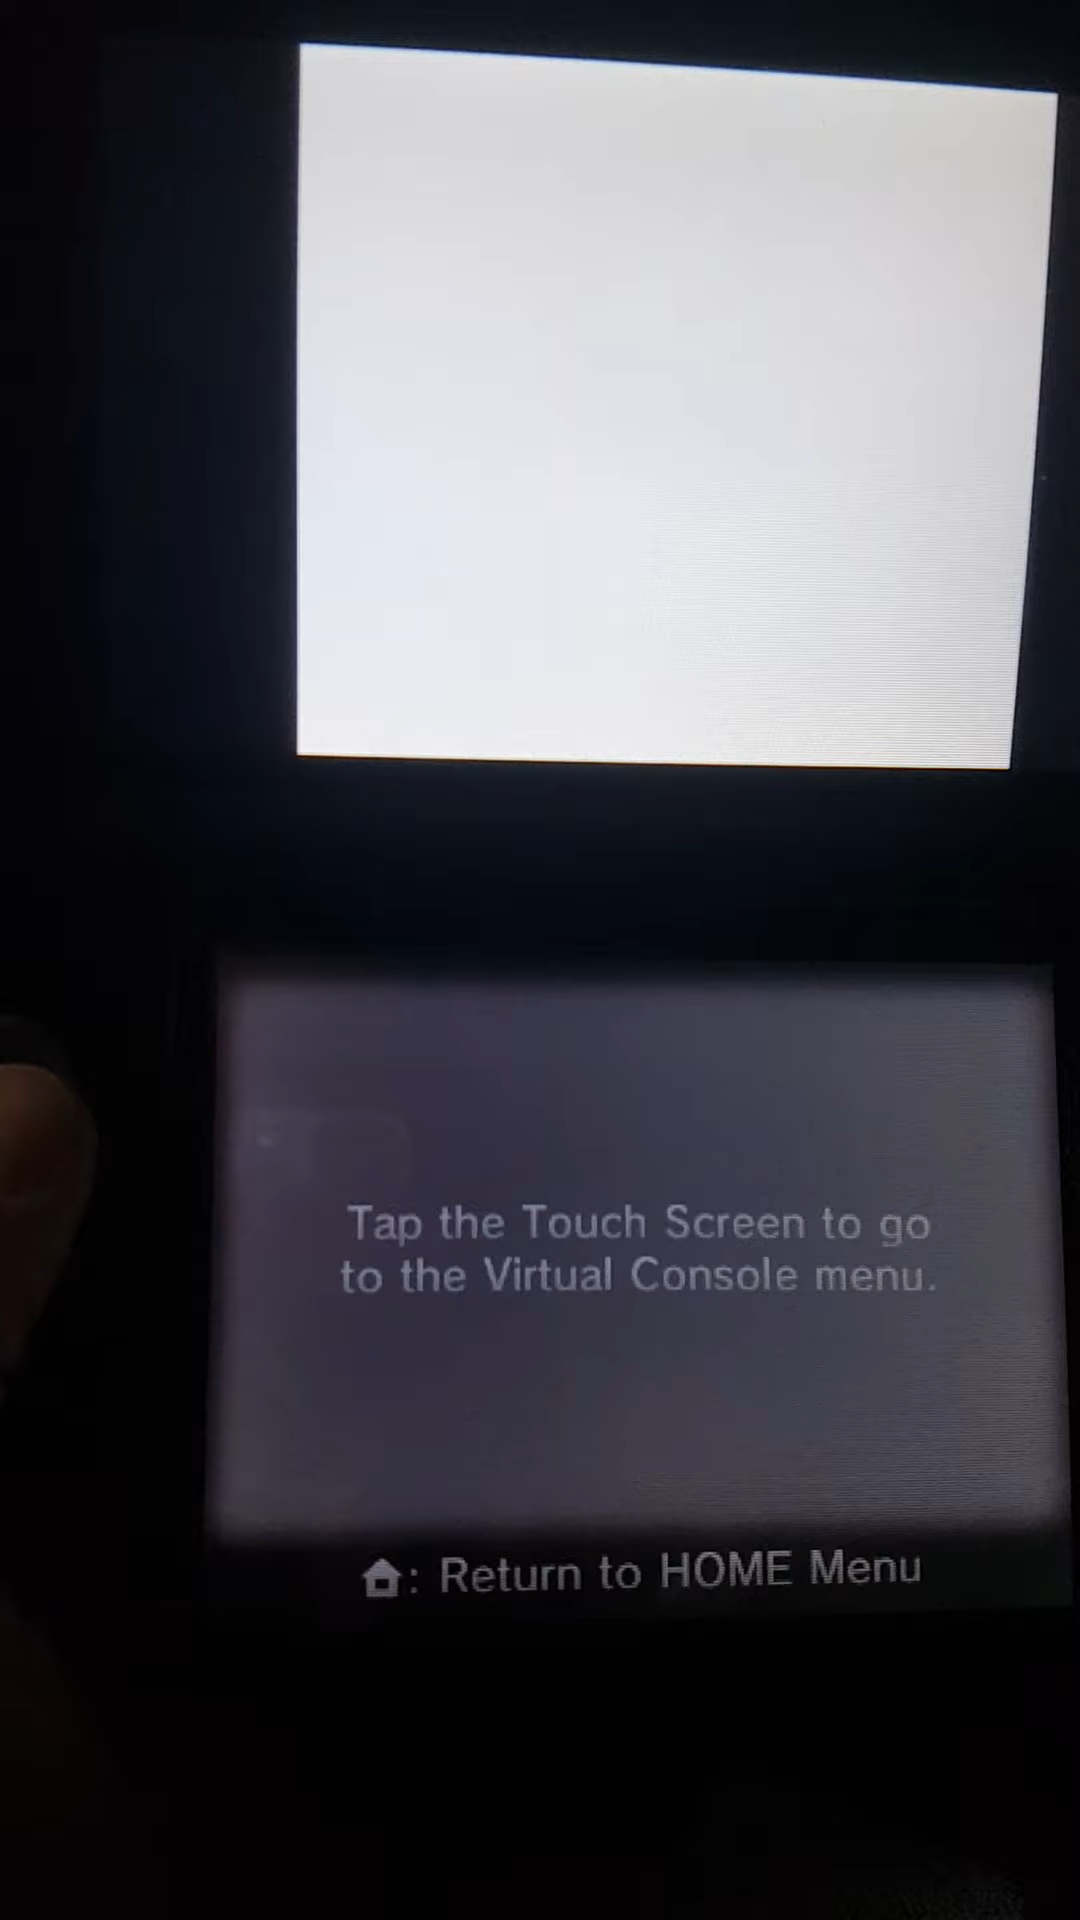 Tap the Touch Screen to go
to the Virtual Console menu.
: Return to HOME Menu